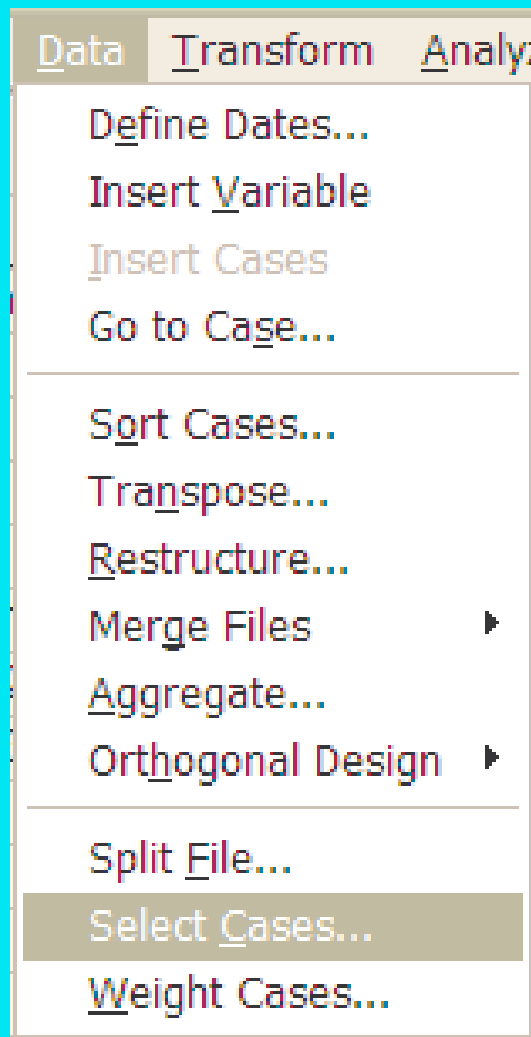 Data Transform Analy
Define Dates...
Insert Variable
Insert Cases
Go to Case...
Sort Cases...
Transpose...
Restructure...
Merge Files
Aggregate...
Orthogonal Design
Split File...
Select Cases...
Weight Cases...